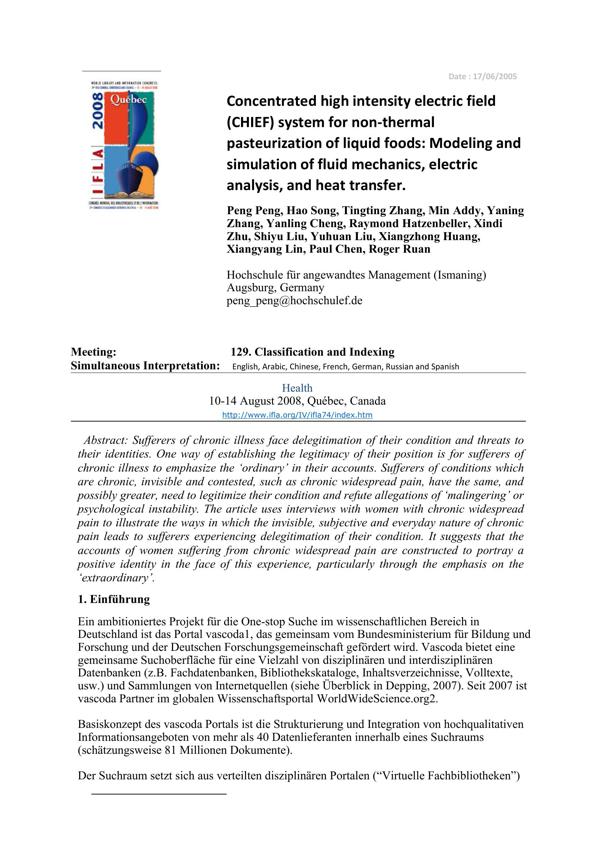 Date : 17/06/2005
WORLD LIBRARY AND INFORMATION CONGRESS:
Québec
IFLA 2008
Concentrated high intensity electric field
(CHIEF) system for non-thermal
pasteurization of liquid foods: Modeling and
simulation of fluid mechanics, electric
analysis, and heat transfer.
Peng Peng, Hao Song, Tingting Zhang, Min Addy, Yaning
Zhang, Yanling Cheng, Raymond Hatzenbeller, Xindi
Zhu, Shiyu Liu, Yuhuan Liu, Xiangzhong Huang,
Xiangyang Lin, Paul Chen, Roger Ruan
Hochschule für angewandtes Management (Ismaning)
Augsburg, Germany
peng_peng@hochschulef.de
Meeting: 129. Classification and Indexing
Simultaneous Interpretation: English, Arabic, Chinese, French, German, Russian and Spanish
Health
10-14 August 2008, Québec, Canada
http://www.ifla.org/IV/ifla74/index.htm
Abstract: Sufferers of chronic illness face delegitimation of their condition and threats to
their identities. One way of establishing the legitimacy of their position is for sufferers of
chronic illness to emphasize the ‘ordinary’ in their accounts. Sufferers of conditions which
are chronic, invisible and contested, such as chronic widespread pain, have the same, and
possibly greater, need to legitimize their condition and refute allegations of ‘malingering’ or
psychological instability. The article uses interviews with women with chronic widespread
pain to illustrate the ways in which the invisible, subjective and everyday nature of chronic
pain leads to sufferers experiencing delegitimation of their condition. It suggests that the
accounts of women suffering from chronic widespread pain are constructed to portray a
positive identity in the face of this experience, particularly through the emphasis on the
‘extraordinary’.
1. Einführung
Ein ambitioniertes Projekt für die One-stop Suche im wissenschaftlichen Bereich in
Deutschland ist das Portal vascoda1, das gemeinsam vom Bundesministerium für Bildung und
Forschung und der Deutschen Forschungsgemeinschaft gefördert wird. Vascoda bietet eine
gemeinsame Suchoberfläche für eine Vielzahl von disziplinären und interdisziplinären
Datenbanken (z.B. Fachdatenbanken, Bibliothekskataloge, Inhaltsverzeichnisse, Volltexte,
usw.) und Sammlungen von Internetquellen (siehe Überblick in Depping, 2007). Seit 2007 ist
vascoda Partner im globalen Wissenschaftsportal WorldWideScience.org2.
Basiskonzept des vascoda Portals ist die Strukturierung und Integration von hochqualitativen
Informationsangeboten von mehr als 40 Datenlieferanten innerhalb eines Suchraums
(schätzungsweise 81 Millionen Dokumente).
Der Suchraum setzt sich aus verteilten disziplinären Portalen (“Virtuelle Fachbibliotheken”)